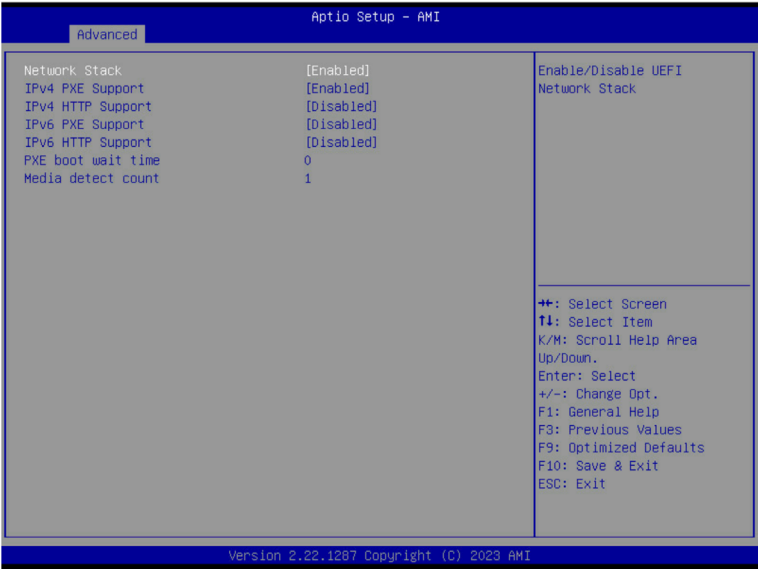 Aptio Setup – AMI
Advanced
Network Stack [Enabled]
IPv4 PXE Support [Enabled]
IPv4 HTTP Support [Disabled]
IPv6 PXE Support [Disabled]
IPv6 HTTP Support [Disabled]
PXE boot wait time 0
Media detect count 1
Enable/Disable UEFI
Network Stack
→←: Select Screen
↑↓: Select Item
K/M: Scroll Help Area
Up/Down.
Enter: Select
+/-: Change Opt.
F1: General Help
F3: Previous Values
F9: Optimized Defaults
F10: Save & Exit
ESC: Exit
Version 2.22.1287 Copyright (C) 2023 AMI